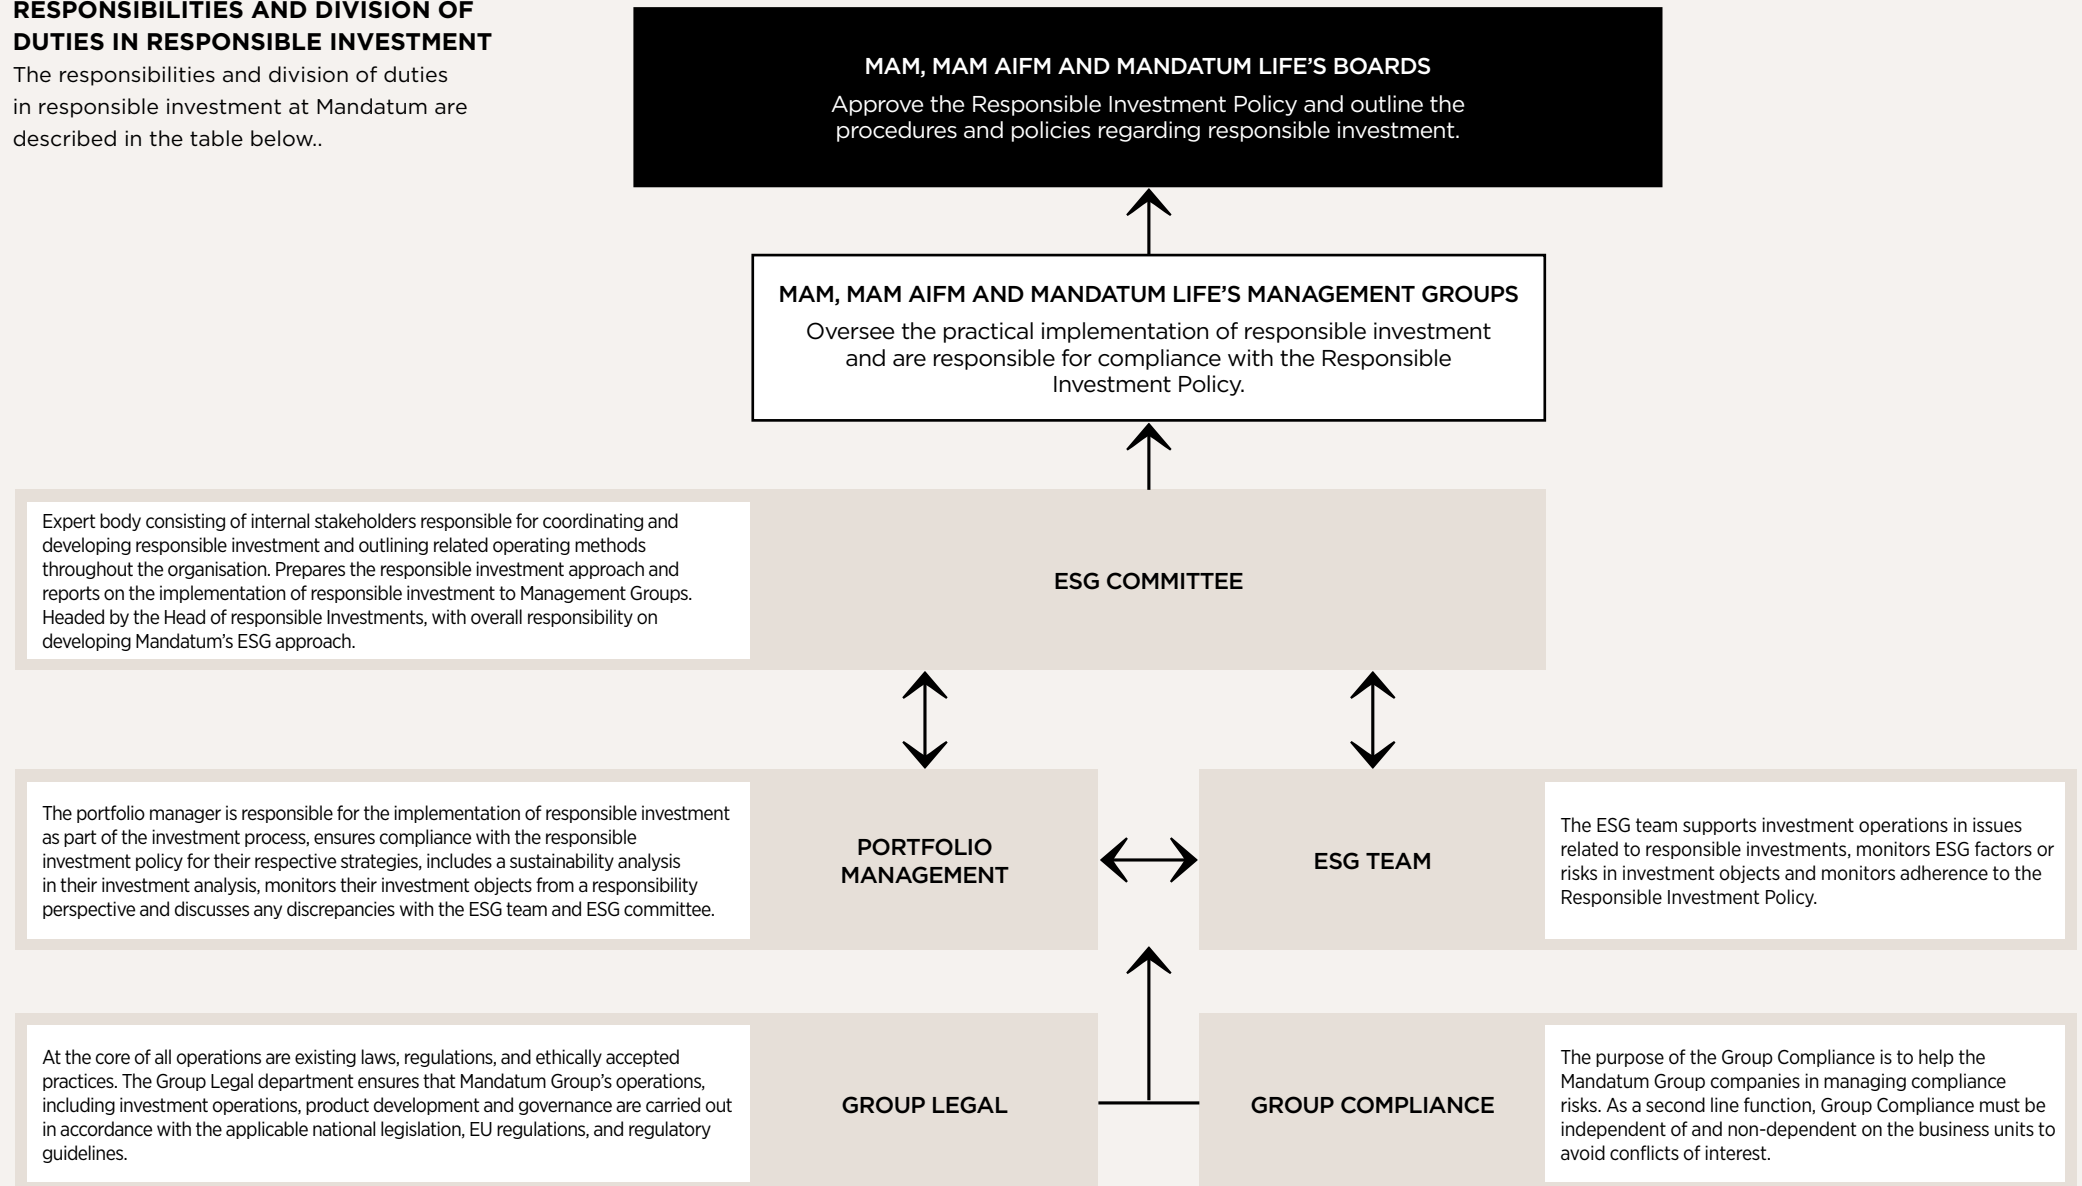 RESPONSIBILITIES AND DIVISION OF
DUTIES IN RESPONSIBLE INVESTMENT
The responsibilities and division of duties
in responsible investment at Mandatum are
described in the table below..
MAM, MAM AIFM AND MANDATUM LIFE'S BOARDS
Approve the Responsible Investment Policy and outline the
procedures and policies regarding responsible investment.
MAM, MAM AIFM AND MANDATUM LIFE'S MANAGEMENT GROUPS
Oversee the practical implementation of responsible investment
and are responsible for compliance with the Responsible
Investment Policy.
Expert body consisting of internal stakeholders responsible for coordinating and
developing responsible investment and outlining related operating methods
throughout the organisation. Prepares the responsible investment approach and
reports on the implementation of responsible investment to Management Groups.
Headed by the Head of responsible Investments, with overall responsibility on
developing Mandatum's ESG approach.
ESG COMMITTEE
The portfolio manager is responsible for the implementation of responsible investment
as part of the investment process, ensures compliance with the responsible
investment policy for their respective strategies, includes a sustainability analysis
in their investment analysis, monitors their investment objects from a responsibility
perspective and discusses any discrepancies with the ESG team and ESG committee.
PORTFOLIO
MANAGEMENT
ESG TEAM
The ESG team supports investment operations in issues
related to responsible investments, monitors ESG factors or
risks in investment objects and monitors adherence to the
Responsible Investment Policy.
At the core of all operations are existing laws, regulations, and ethically accepted
practices. The Group Legal department ensures that Mandatum Group's operations,
including investment operations, product development and governance are carried out
in accordance with the applicable national legislation, EU regulations, and regulatory
guidelines.
GROUP LEGAL
GROUP COMPLIANCE
The purpose of the Group Compliance is to help the
Mandatum Group companies in managing compliance
risks. As a second line function, Group Compliance must be
independent of and non-dependent on the business units to
avoid conflicts of interest.